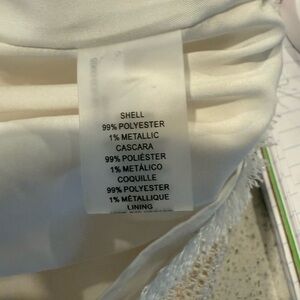 SHELL
99% POLYESTER
1% METALLIC
CASCARA
99% POLIÉSTER
1% METÁLICO
COQUILLE
99% POLYESTER
1% MÉTALLIQUE
LINING